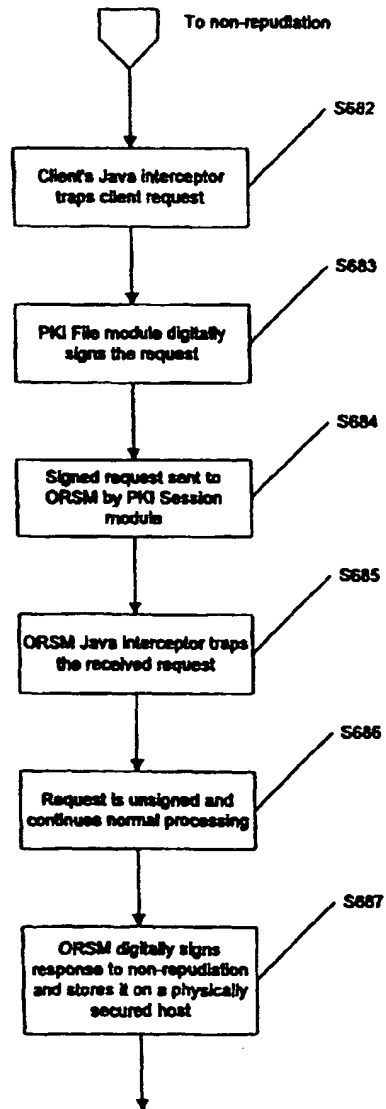 To non-repudiation
S682
Client's Java interceptor
traps client request
S683
PKI File module digitally
signs the request
S684
Signed request sent to
ORSM by PKI Session
module
S685
ORSM Java interceptor traps
the received request
S686
Request is unsigned and
continues normal processing
S687
ORSM digitally signs
response to non-repudiation
and stores it on a physically
secured host